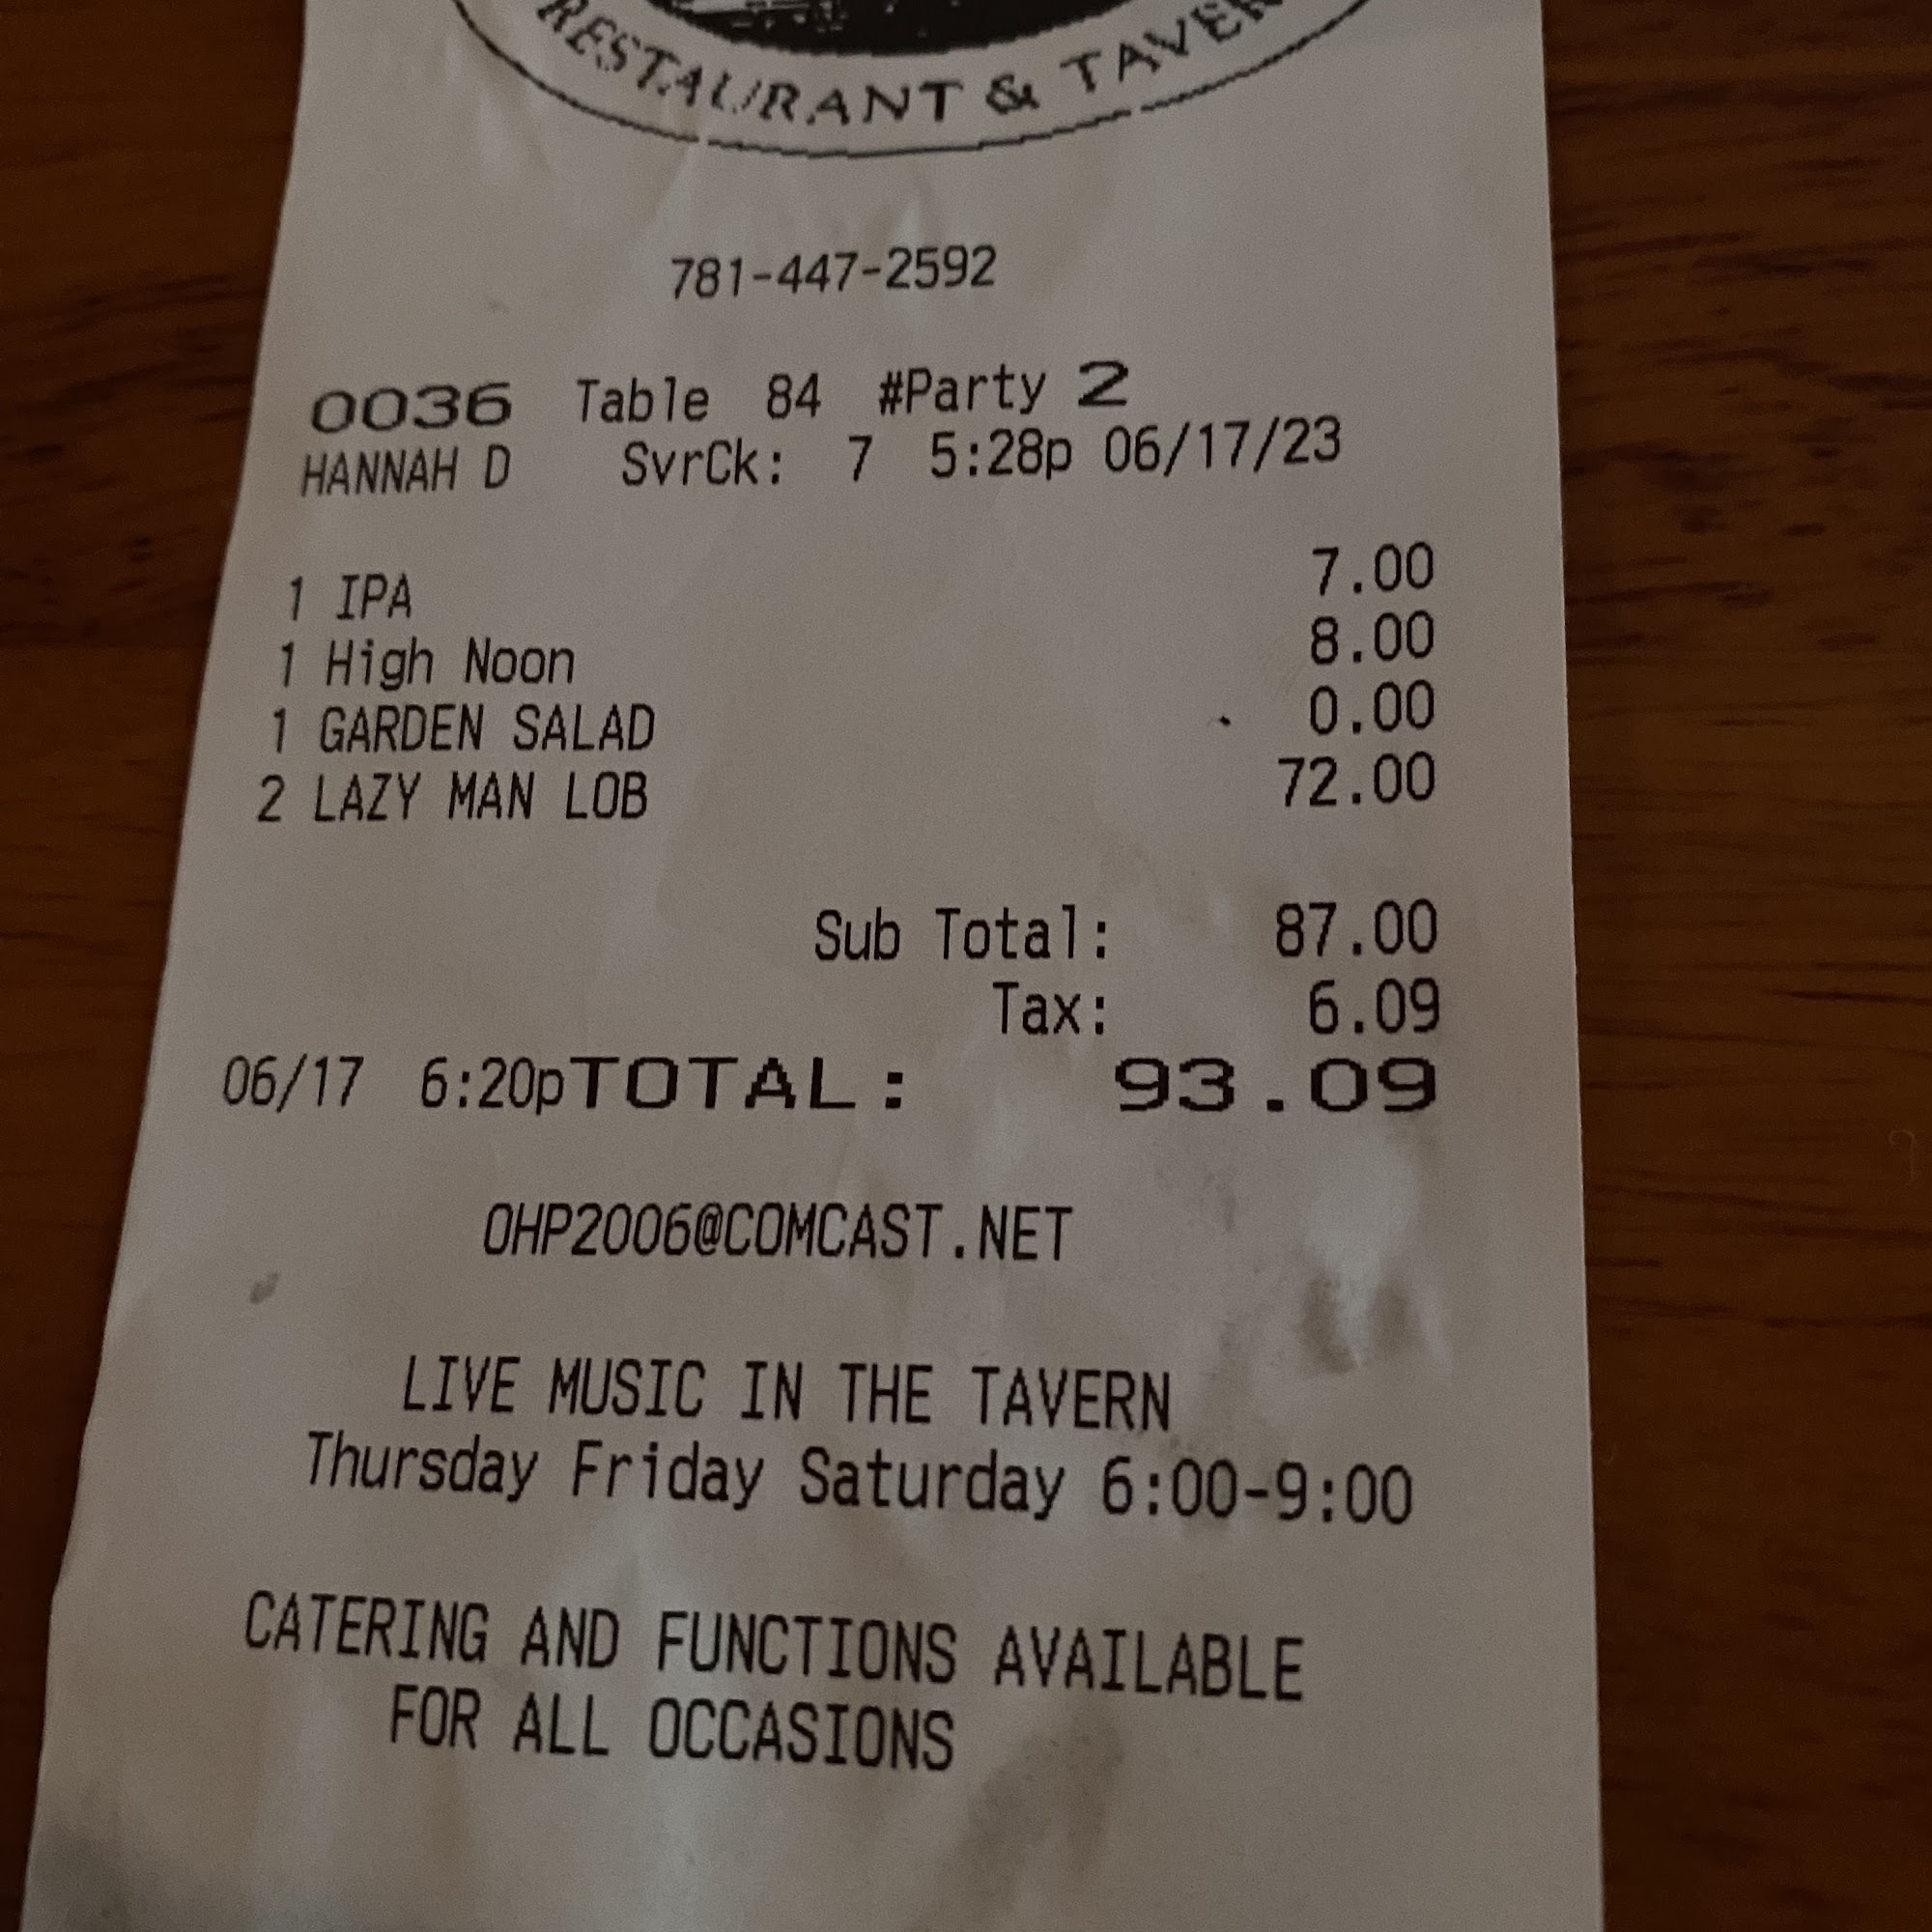 RESTAURANT & TAVER
781-447-2592
0036 Table 84 #Party 2
HANNAH D SvrCk: 7 5:28p 06/17/23
1 IPA 7.00
1 High Noon 8.00
1 GARDEN SALAD 0.00
2 LAZY MAN LOB 72.00
Sub Total: 87.00
Tax: 6.09
06/17 6:20pTOTAL: 93.09
OHP2006@COMCAST.NET
LIVE MUSIC IN THE TAVERN
Thursday Friday Saturday 6:00-9:00
CATERING AND FUNCTIONS AVAILABLE
FOR ALL OCCASIONS